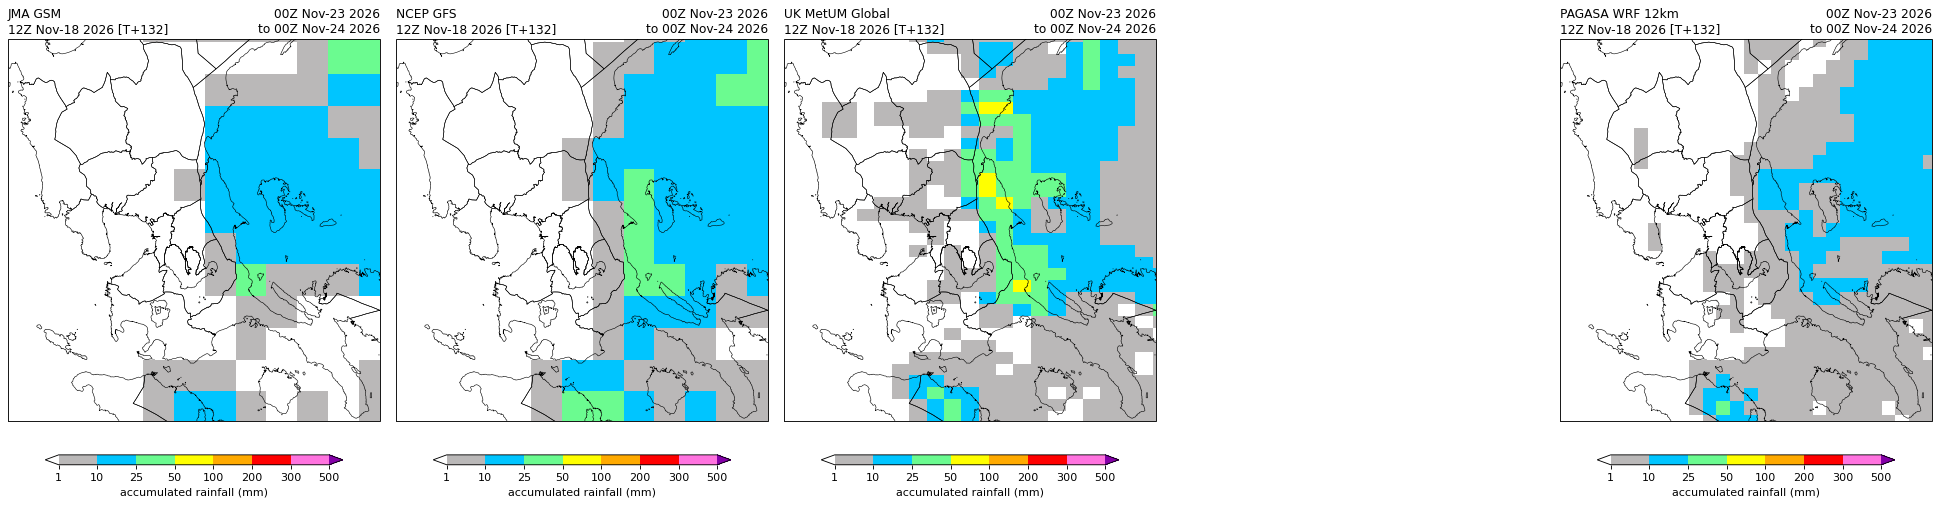 JMA GSM 00Z Nov-23 2026
12Z Nov-18 2026 [T+132] to 00Z Nov-24 2026
NCEP GFS 00Z Nov-23 2026
12Z Nov-18 2026 [T+132] to 00Z Nov-24 2026
UK MetUM Global 00Z Nov-23 2026
12Z Nov-18 2026 [T+132] to 00Z Nov-24 2026
PAGASA WRF 12km 00Z Nov-23 2026
12Z Nov-18 2026 [T+132] to 00Z Nov-24 2026
1 10 25 50 100 200 300 500
accumulated rainfall (mm)
1 10 25 50 100 200 300 500
accumulated rainfall (mm)
1 10 25 50 100 200 300 500
accumulated rainfall (mm)
1 10 25 50 100 200 300 500
accumulated rainfall (mm)